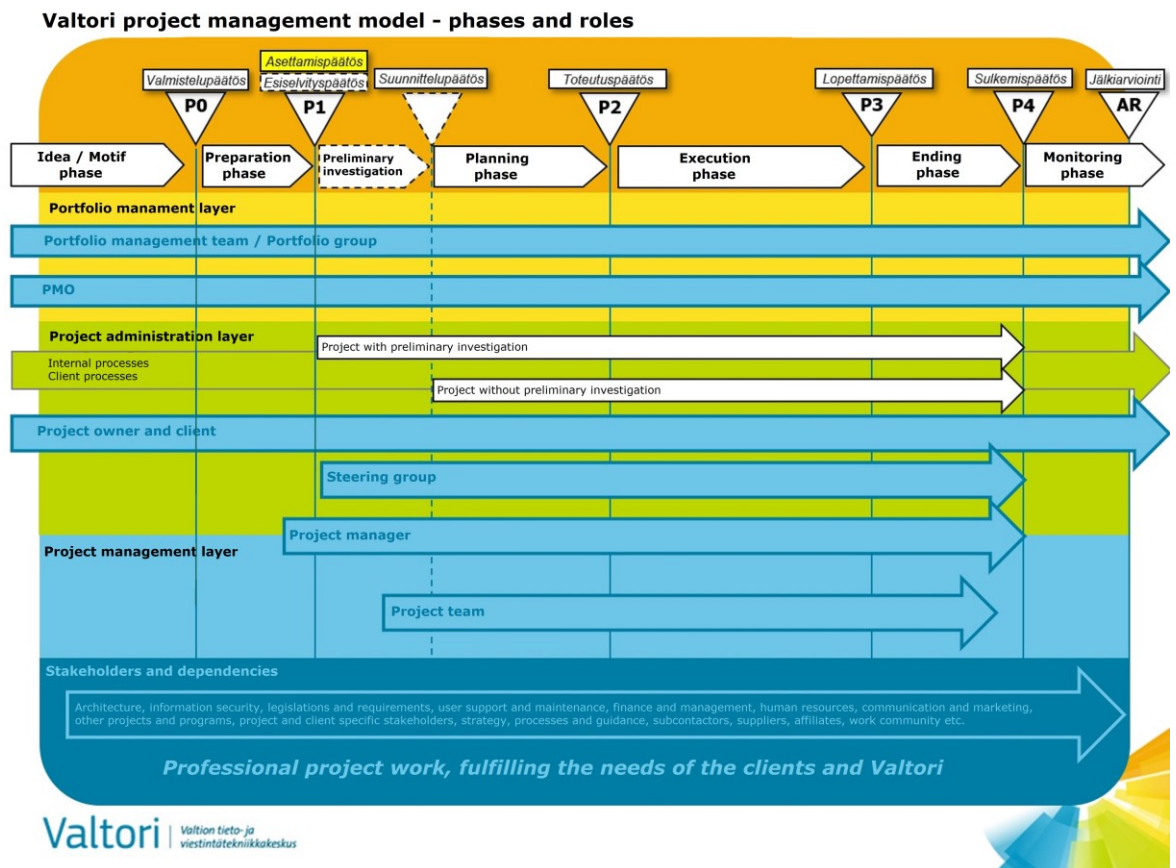 Valtori project management model - phases and roles
Asettamispäätös
Valmistelupäätös
Esiselvityspäätös
Suunnittelupäätös
Toteutuspäätös
Lopettamispäätös
Sulkemispäätös
Jälkiarviointi
P0
P1
P2
P3
P4
AR
Idea / Motif
phase
Preparation
phase
Preliminary
investigation
Planning
phase
Execution
phase
Ending
phase
Monitoring
phase
Portfolio manament layer
Portfolio management team / Portfolio group
PMO
Project administration layer
Project with preliminary investigation
Internal processes
Client processes
Project without preliminary investigation
Project owner and client
Steering group
Project manager
Project management layer
Project team
Stakeholders and dependencies
Architecture, information security, legislations and requirements, user support and maintenance, finance and management, human resources, communication and marketing,
other projects and programs, project and client specific stakeholders, strategy, processes and guidance, subcontactors, suppliers, affiliates, work community etc.
Professional project work, fulfilling the needs of the clients and Valtori
Valtori
Valtion tieto- ja
viestintätekniikkakeskus